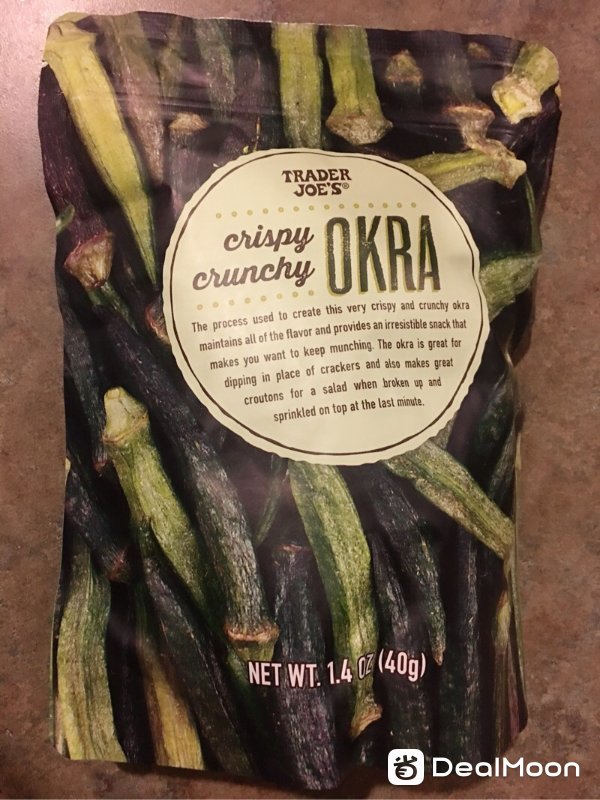 TRADER
JOE'S®
crispy
crunchy OKRA
The process used to create this very crispy and crunchy okra
maintains all of the flavor and provides an irresistible snack that
makes you want to keep munching. The okra is great for
dipping in place of crackers and also makes great
croutons for a salad when broken up and
sprinkled on top at the last minute.
NET WT. 1.4 OZ (40g)
省 DealMoon